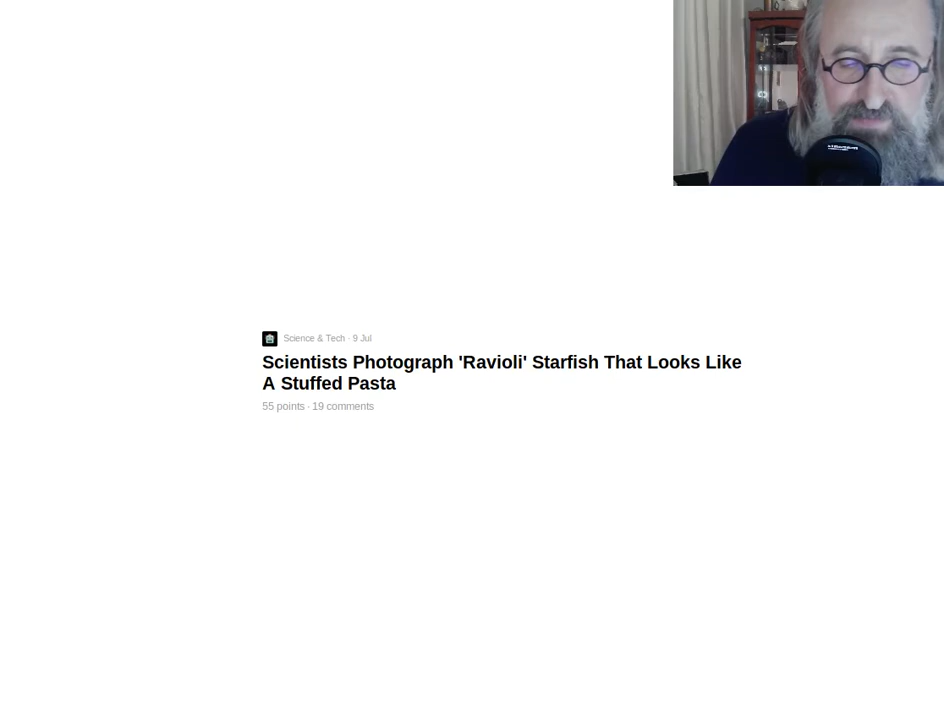 Science & Tech · 9 Jul
Scientists Photograph 'Ravioli' Starfish That Looks Like
A Stuffed Pasta
55 points · 19 comments